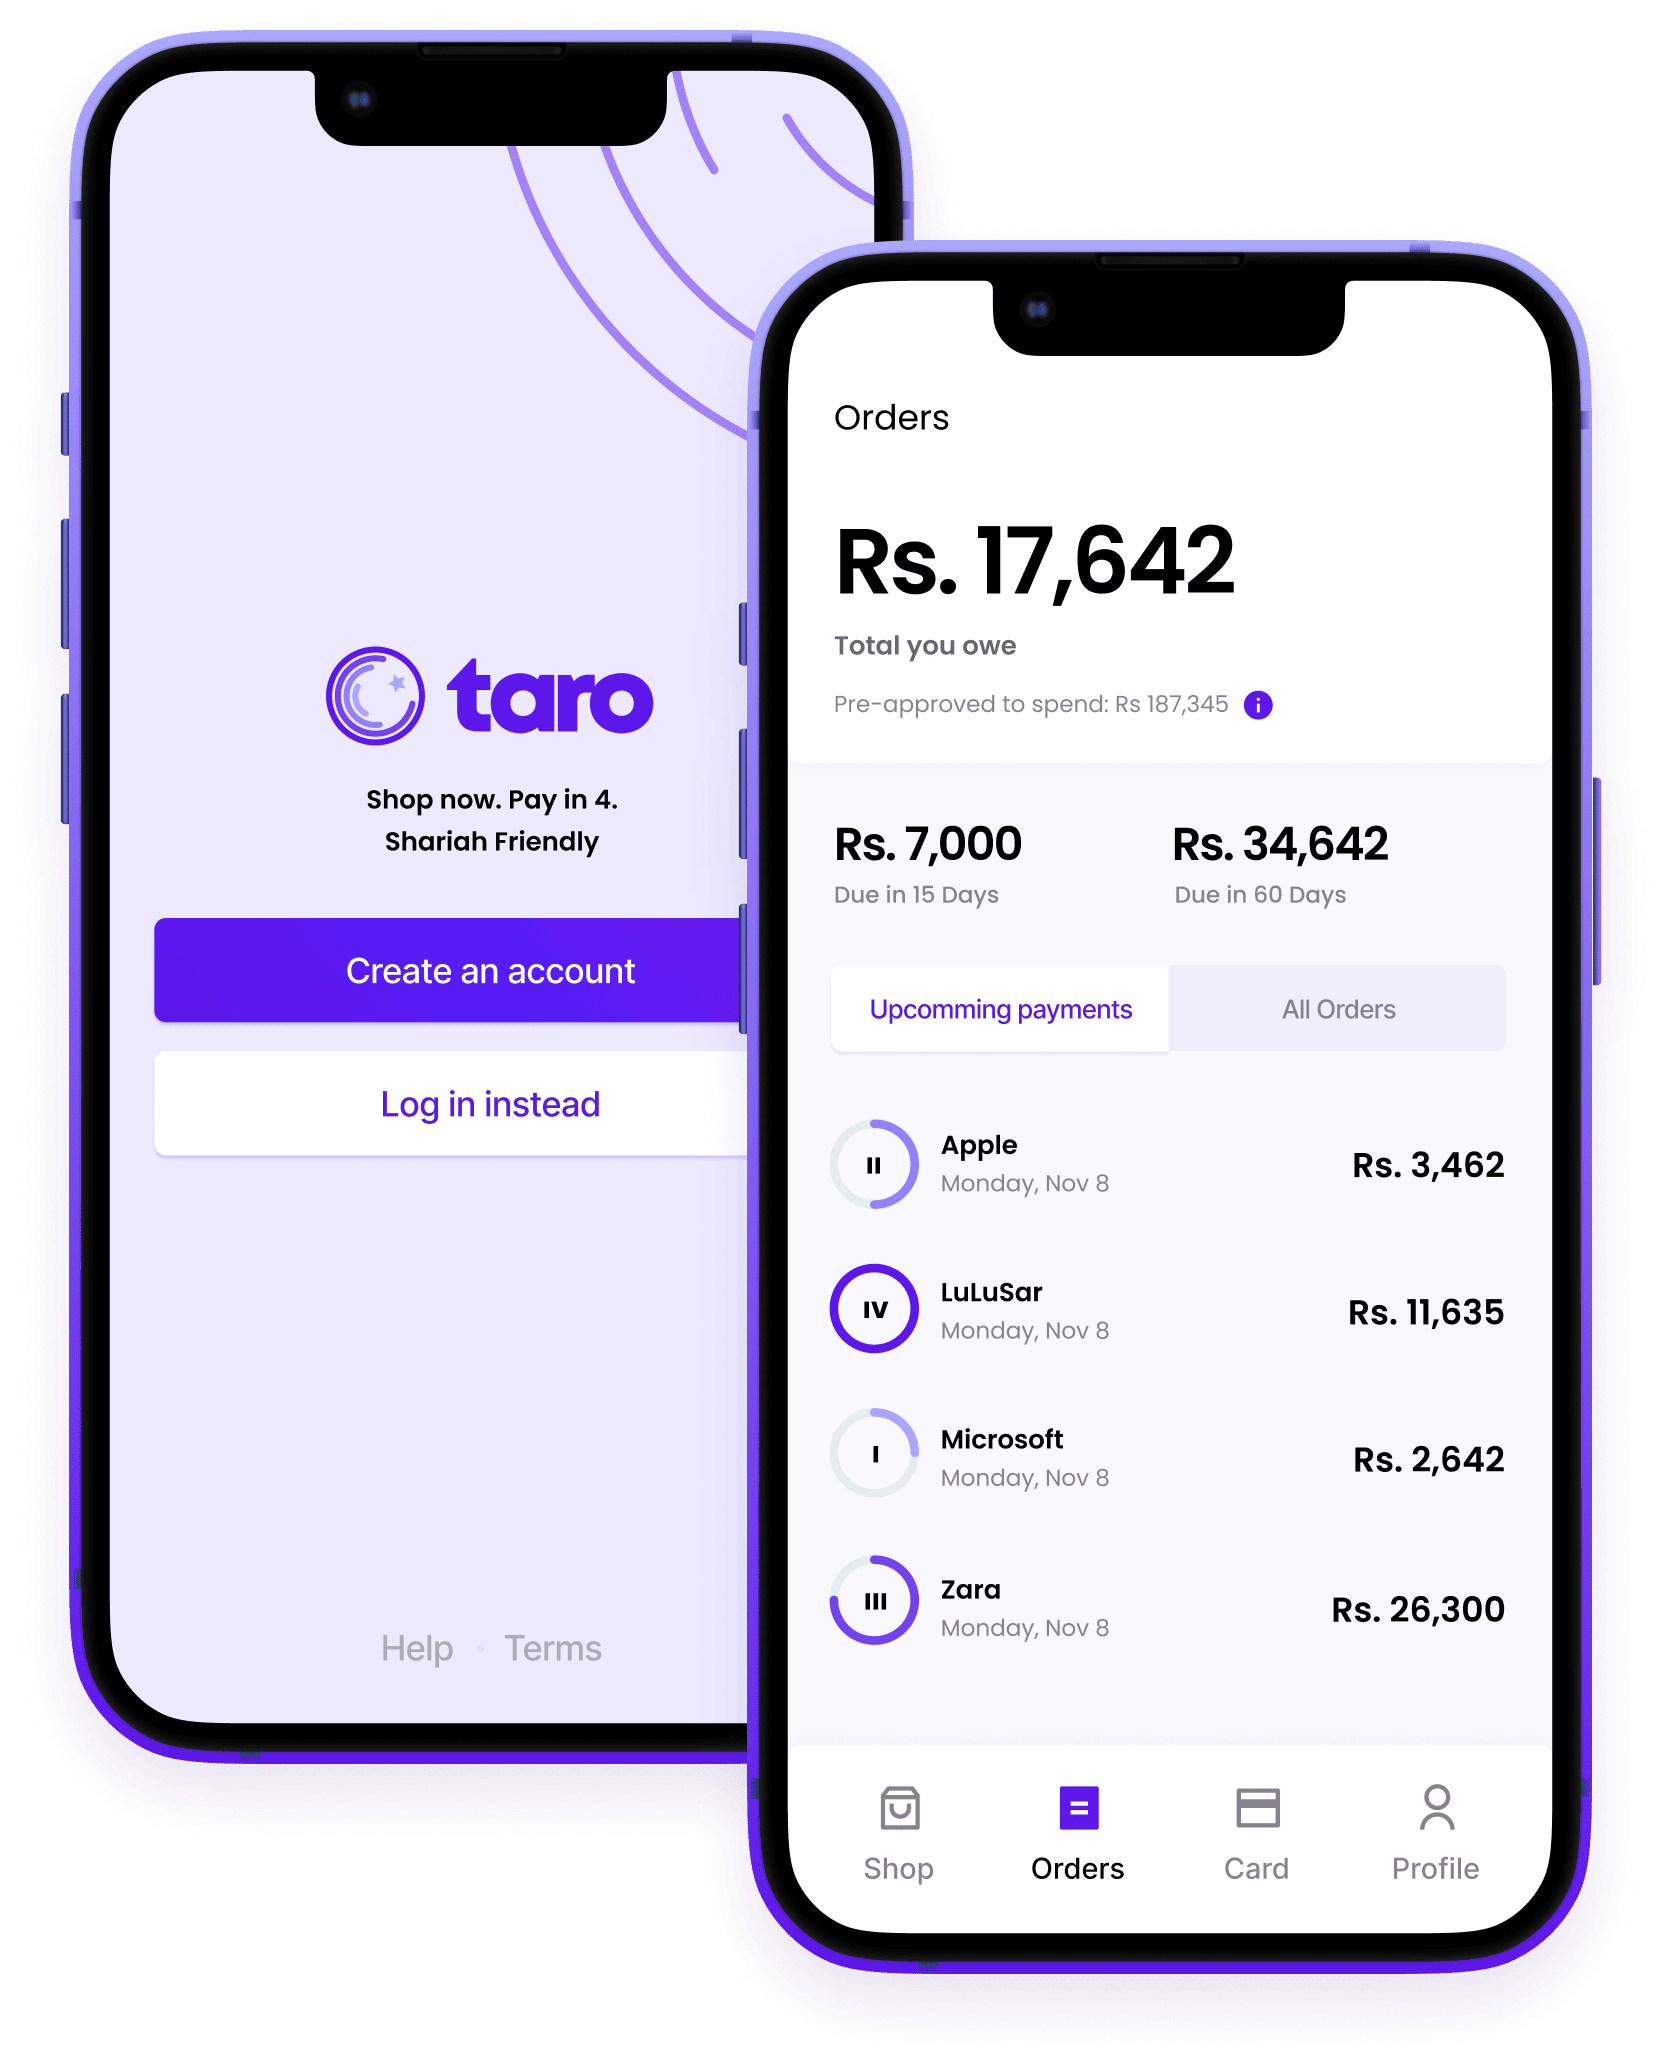 taro
Shop now. Pay in 4.
Shariah Friendly
Create an account
Log in instead
Help • Terms
Orders
Rs. 17,642
Total you owe
Pre-approved to spend: Rs 187,345 i
Rs. 7,000
Due in 15 Days
Rs. 34,642
Due in 60 Days
Upcomming payments
All Orders
II
Apple
Monday, Nov 8
Rs. 3,462
IV
LuLuSar
Monday, Nov 8
Rs. 11,635
I
Microsoft
Monday, Nov 8
Rs. 2,642
III
Zara
Monday, Nov 8
Rs. 26,300
Shop
Orders
Card
Profile